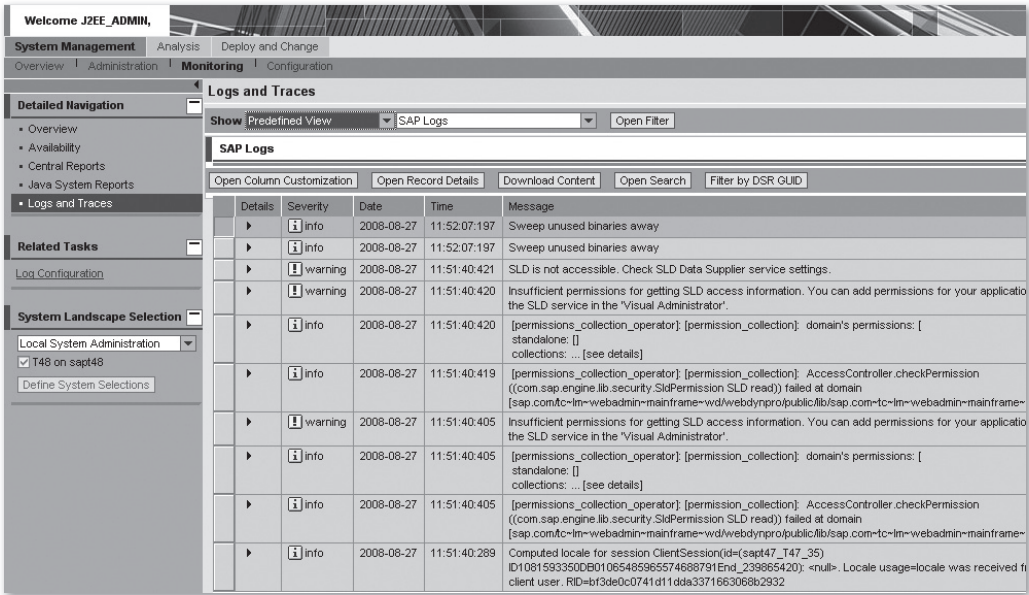 Welcome J2EE_ADMIN,
System Management Analysis Deploy and Change
Overview Administration Monitoring Configuration
Detailed Navigation
Overview
Availability
Central Reports
Java System Reports
Logs and Traces
Related Tasks
Log Configuration
System Landscape Selection
Local System Administration
T48 on sapt48
Define System Selections
Logs and Traces
Show Predefined View SAP Logs Open Filter
SAP Logs
Open Column Customization Open Record Details Download Content Open Search Filter by DSR GUID
Details Severity Date Time Message
info 2008-08-27 11:52:07:197 Sweep unused binaries away
info 2008-08-27 11:52:07:197 Sweep unused binaries away
warning 2008-08-27 11:51:40:421 SLD is not accessible. Check SLD Data Supplier service settings.
warning 2008-08-27 11:51:40:420 Insufficient permissions for getting SLD access information. You can add permissions for your applicatio
the SLD service in the 'Visual Administrator'.
info 2008-08-27 11:51:40:420 [permissions_collection_operator]: [permission_collection]: domain's permissions: [
standalone: []
collections: ... [see details]
info 2008-08-27 11:51:40:419 [permissions_collection_operator]: [permission_collection]: AccessController.checkPermission
((com.sap.engine.lib.security.SldPermission SLD read)) failed at domain
[sap.com/tc~lm~webadmin~mainframe~wd/webdynpro/public/lib/sap.com~tc~lm~webadmin~mainframe~
warning 2008-08-27 11:51:40:405 Insufficient permissions for getting SLD access information. You can add permissions for your applicatio
the SLD service in the 'Visual Administrator'.
info 2008-08-27 11:51:40:405 [permissions_collection_operator]: [permission_collection]: domain's permissions: [
standalone: []
collections: ... [see details]
info 2008-08-27 11:51:40:405 [permissions_collection_operator]: [permission_collection]: AccessController.checkPermission
((com.sap.engine.lib.security.SldPermission SLD read)) failed at domain
[sap.com/tc~lm~webadmin~mainframe~wd/webdynpro/public/lib/sap.com~tc~lm~webadmin~mainframe~
info 2008-08-27 11:51:40:289 Computed locale for session ClientSession(id=(sapt47_T47_35)
ID1081593350DB01065485965574688791End_239865420): <null>. Locale usage=locale was received fr
client user. RID=bf3de0c0741d11dda3371663068b2932